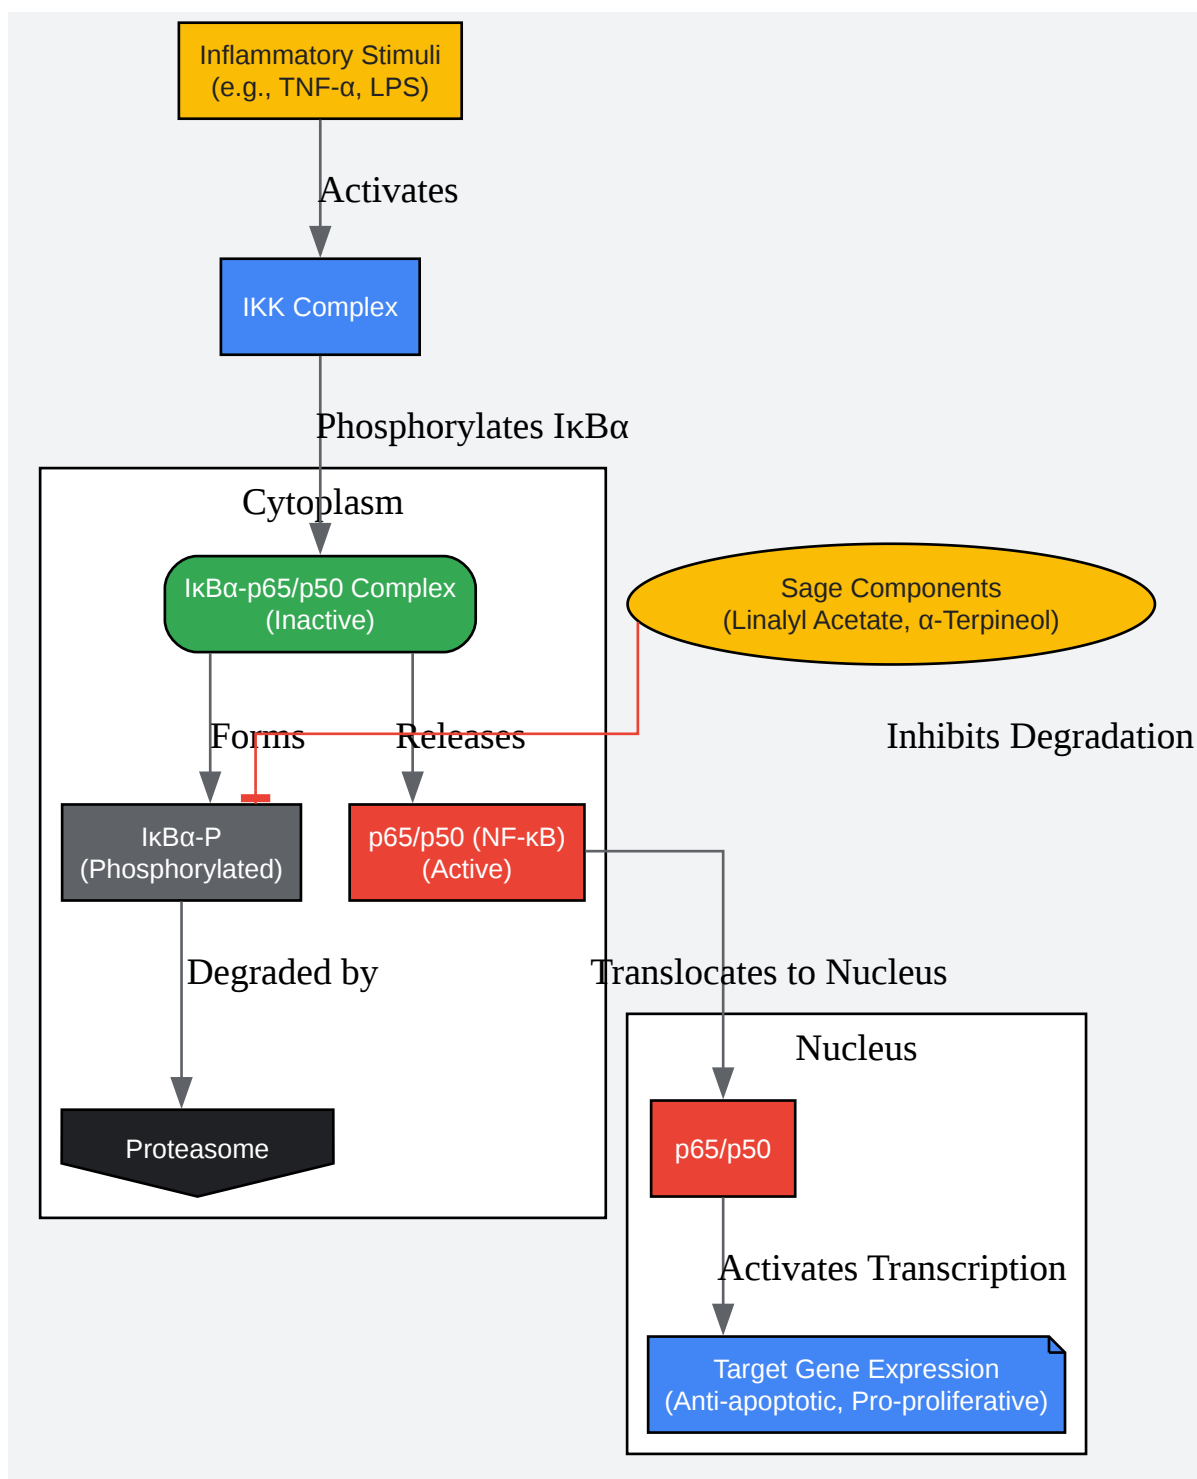 Inflammatory Stimuli
(e.g., TNF-α, LPS)
Activates
IKK Complex
Phosphorylates IκBα
Cytoplasm
IκBα-p65/p50 Complex
(Inactive)
Sage Components
(Linalyl Acetate, α-Terpineol)
Forms
Releases
Inhibits Degradation
IκBα-P
(Phosphorylated)
p65/p50 (NF-κB)
(Active)
Degraded by
Translocates to Nucleus
Nucleus
Proteasome
p65/p50
Activates Transcription
Target Gene Expression
(Anti-apoptotic, Pro-proliferative)